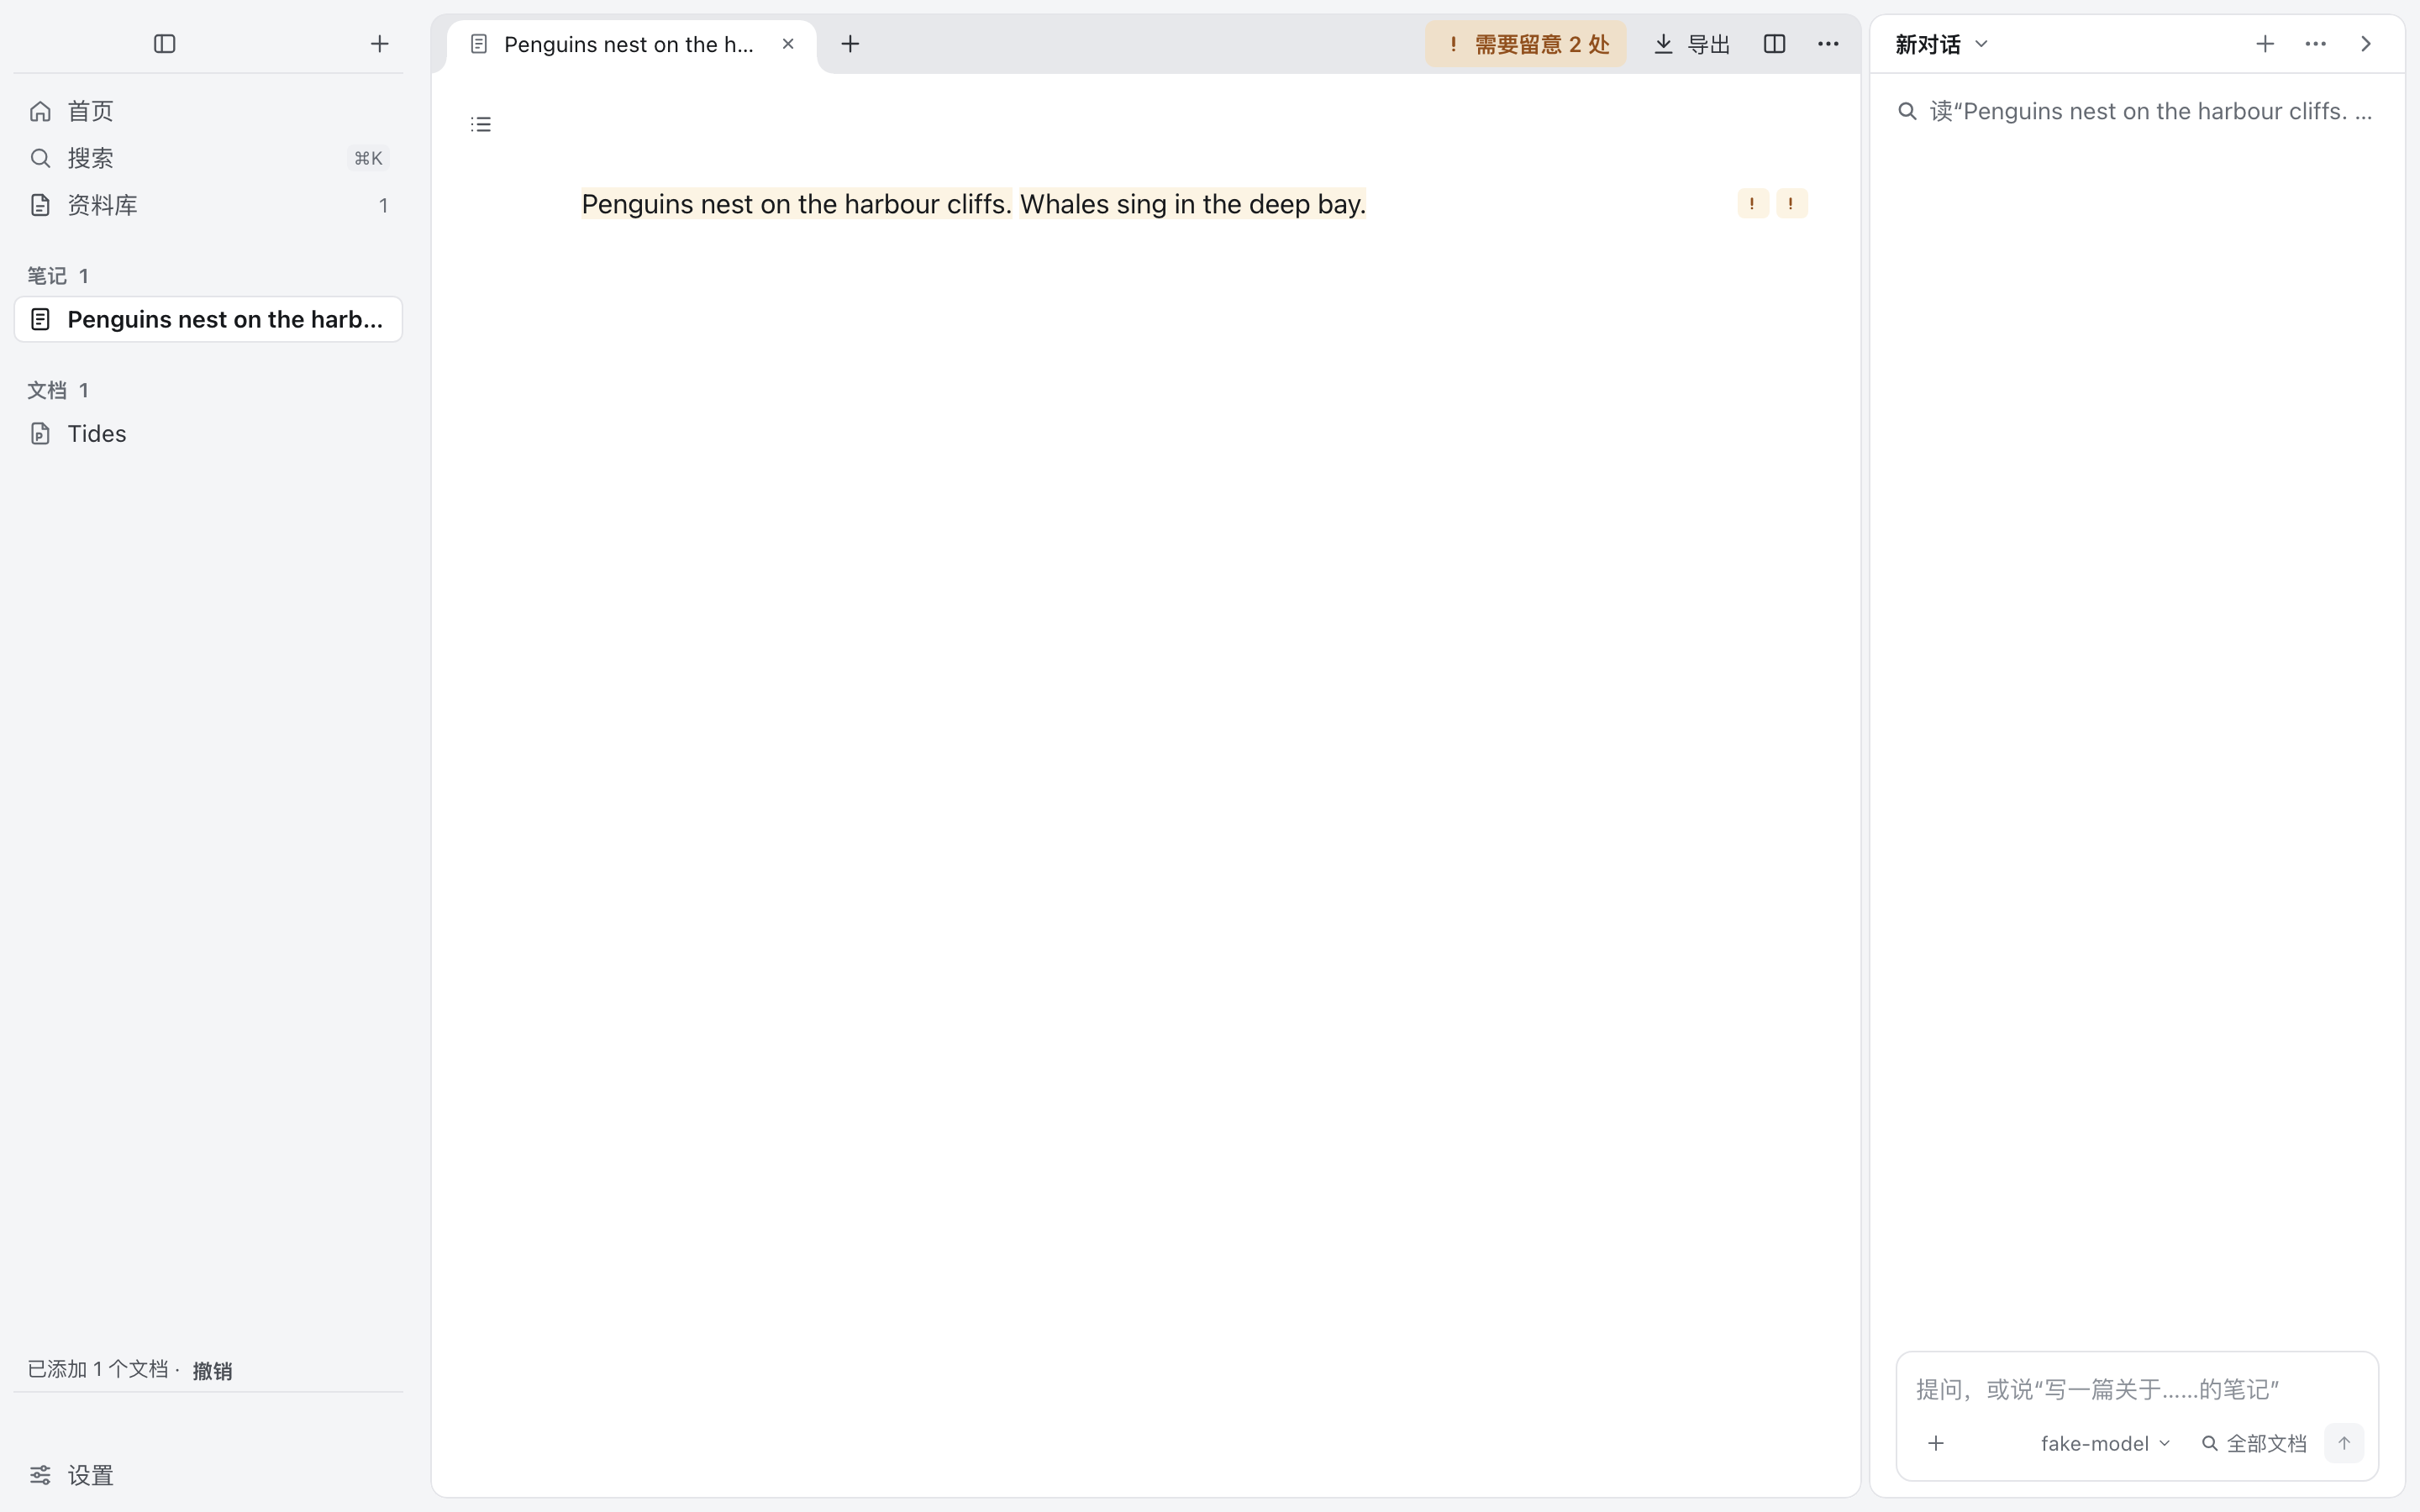 首页
搜索 ⌘K
资料库 1
笔记 1
Penguins nest on the harb...
文档 1
Tides
已添加 1 个文档 · 撤销
设置
Penguins nest on the h...
! 需要留意 2 处
导出
Penguins nest on the harbour cliffs. Whales sing in the deep bay.
! !
新对话
读“Penguins nest on the harbour cliffs. ...
提问，或说“写一篇关于……的笔记”
fake-model 全部文档